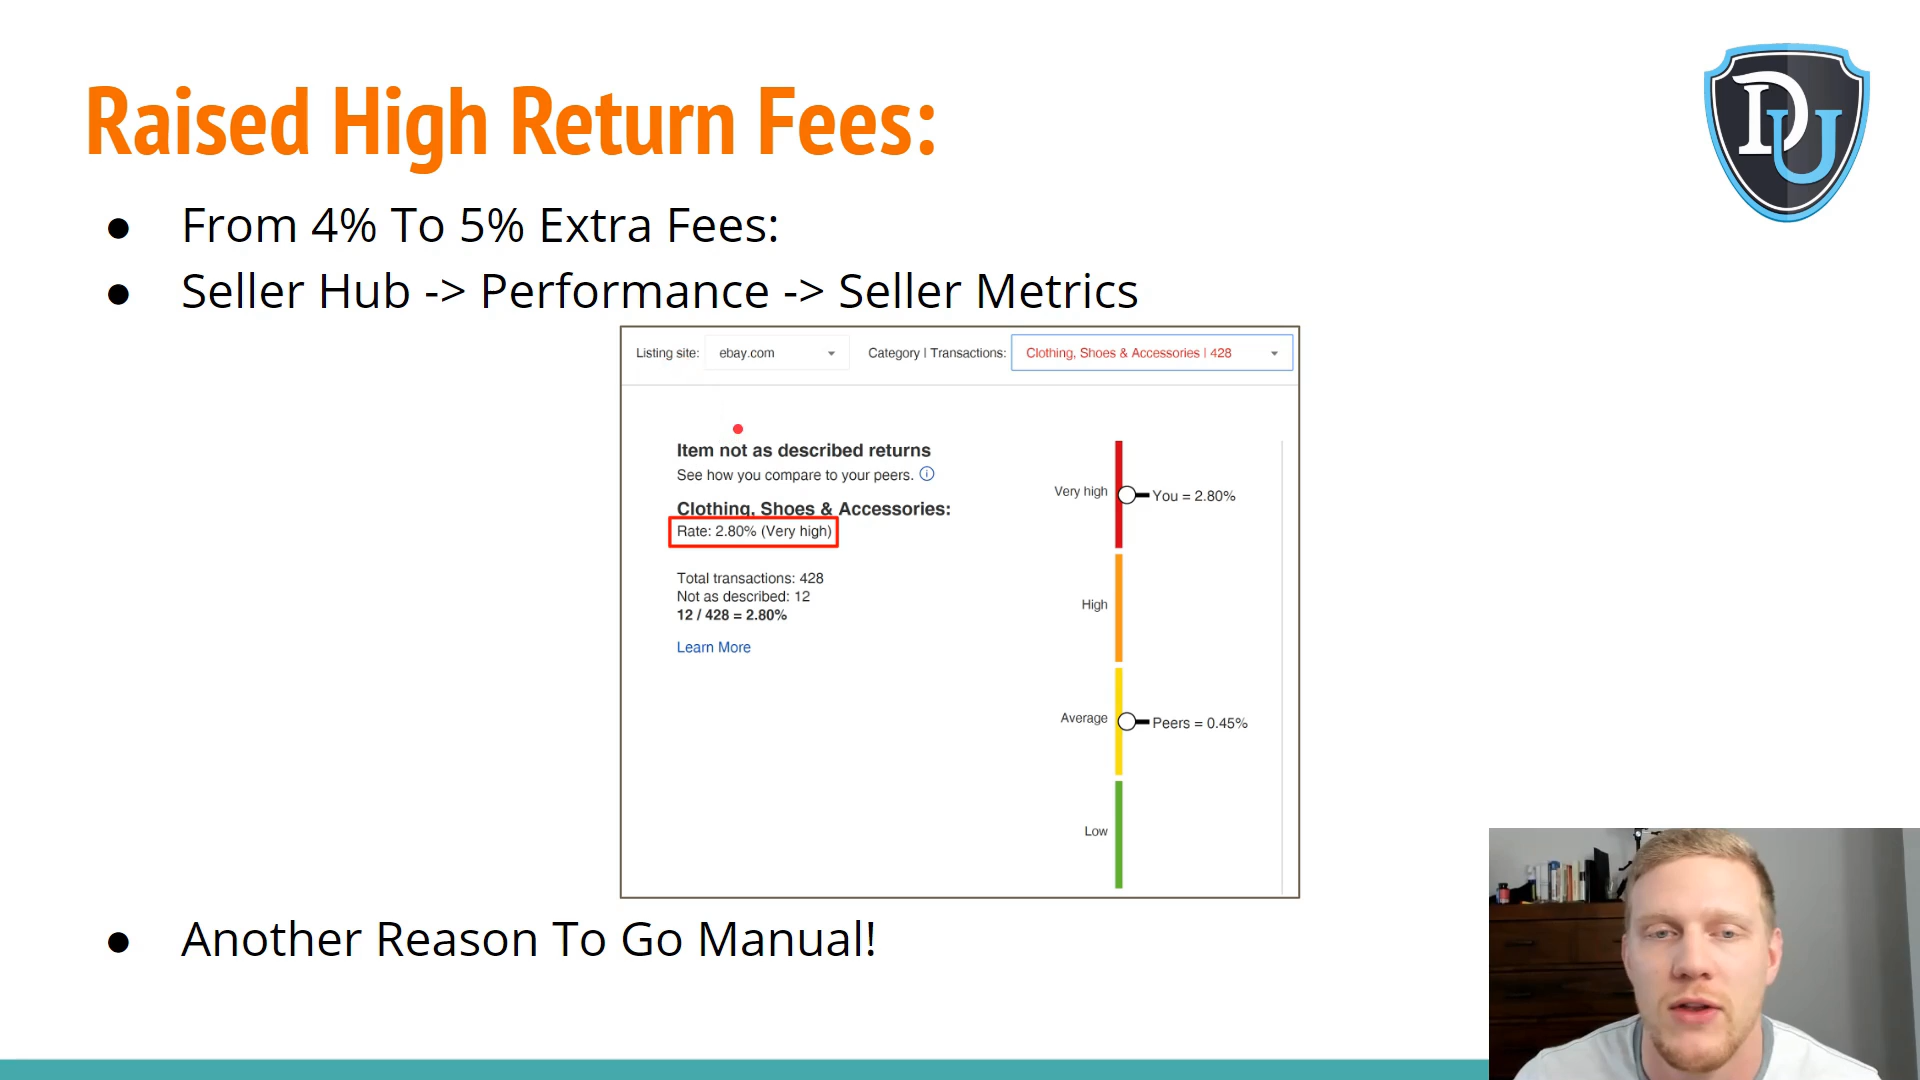 Raised High Return Fees:
DU
● From 4% To 5% Extra Fees:
● Seller Hub -> Performance -> Seller Metrics
Listing site: ebay.com Category | Transactions: Clothing, Shoes & Accessories | 428
Item not as described returns
See how you compare to your peers.
Clothing, Shoes & Accessories:
Rate: 2.80% (Very high)
Total transactions: 428
Not as described: 12
12 / 428 = 2.80%
Learn More
Very high You = 2.80%
High
Average Peers = 0.45%
Low
● Another Reason To Go Manual!